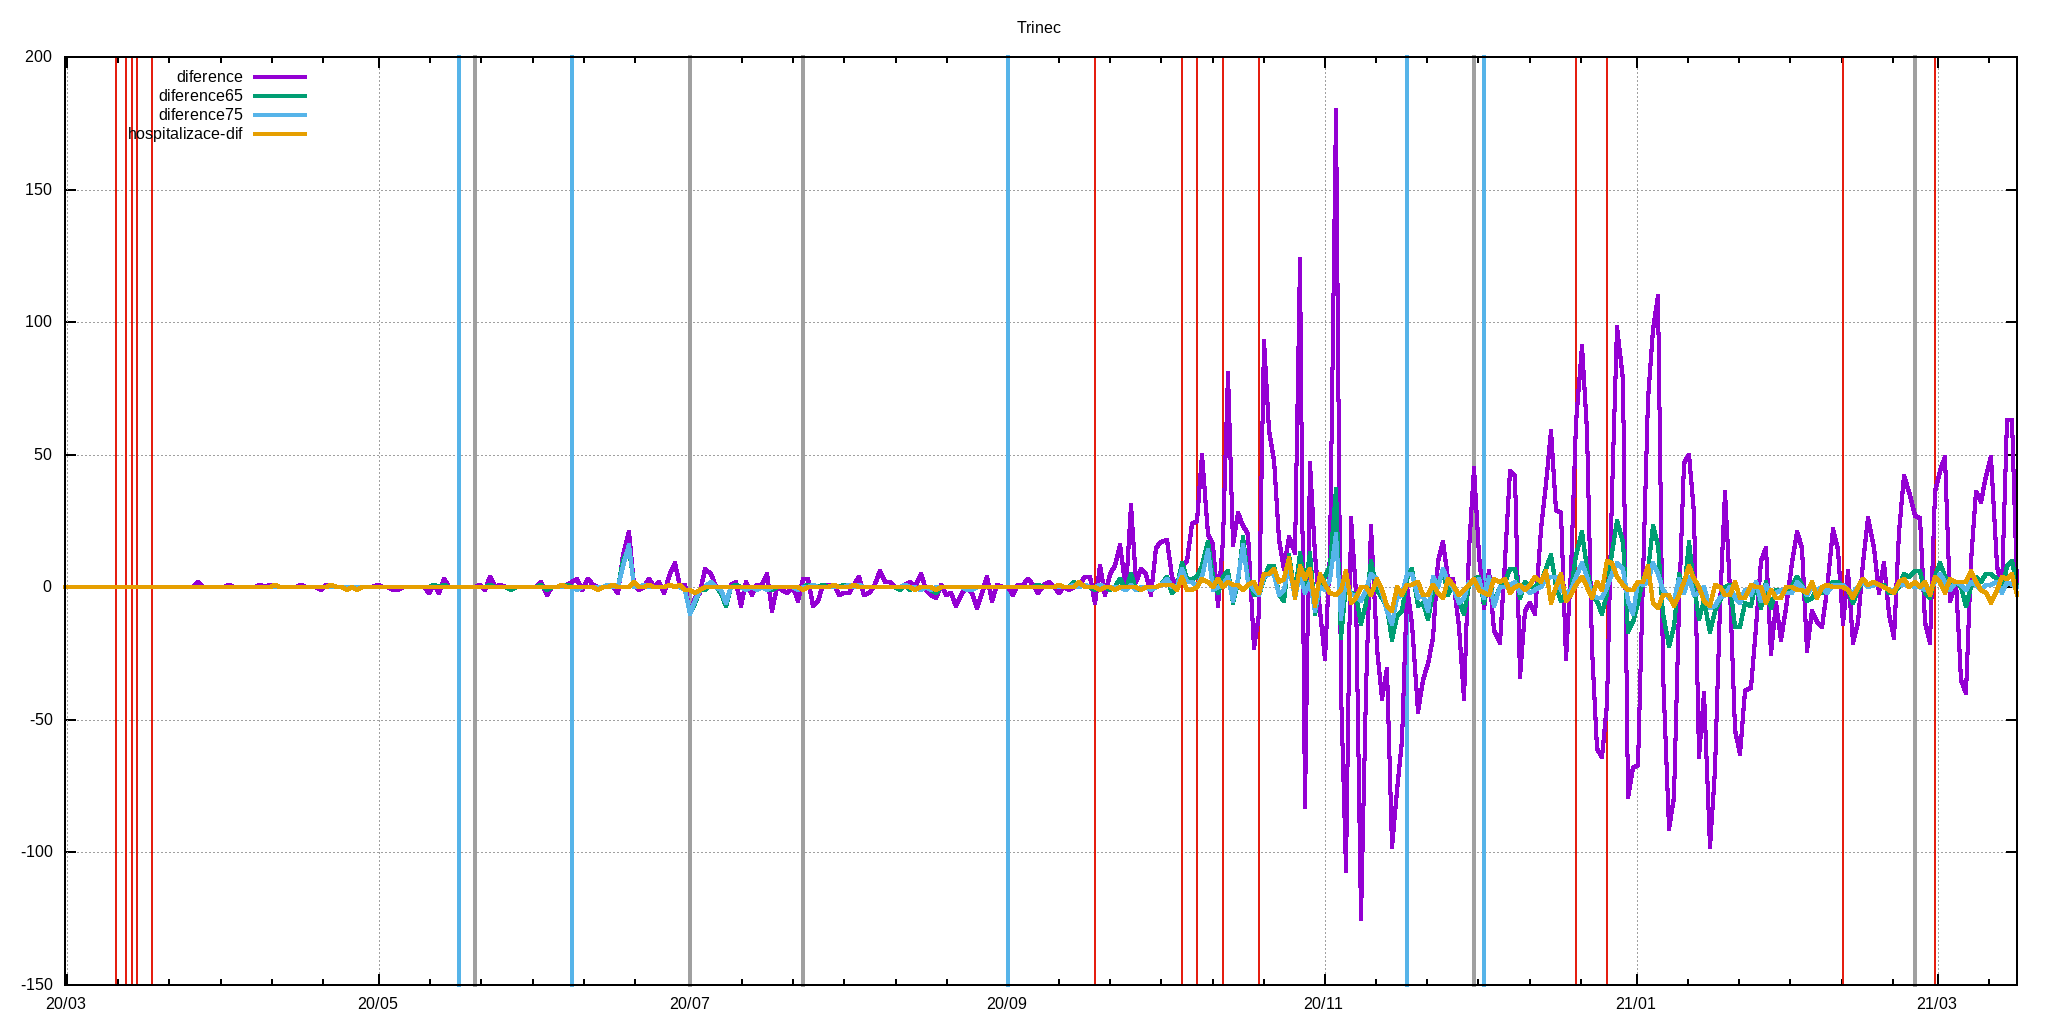 Trinec
200
150
100
50
0
-50
-100
-150
diference
diference65
diference75
hospitalizace-dif
20/03 20/05 20/07 20/09 20/11 21/01 21/03